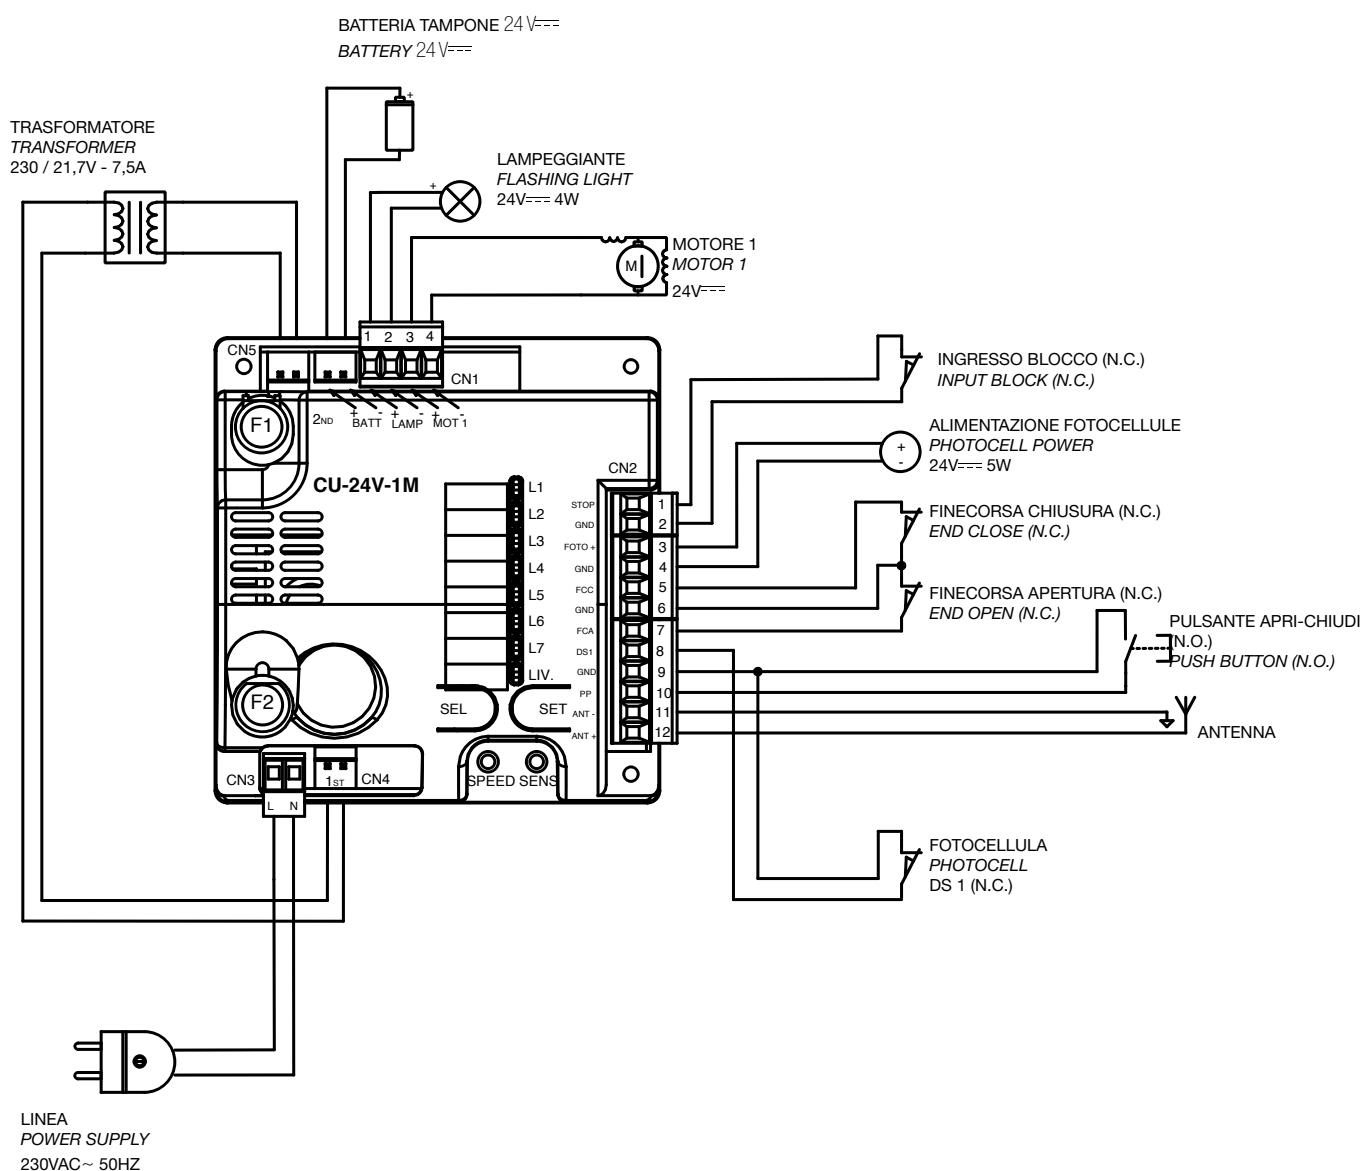 BATTERIA TAMPONE 24 V
BATTERY 24 V
+
TRASFORMATORE
TRANSFORMER
230 / 21,7V - 7,5A
LAMPEGGIANTE
FLASHING LIGHT
24V 4W
+
MOTORE 1
MOTOR 1
24V
M
1 2 3 4
CN5
CN1
2ND
+ - + - + -
BATT LAMP MOT 1
F1
CU-24V-1M
L1
L2
L3
L4
L5
L6
L7
LIV.
CN2
STOP 1
GND 2
FOTO + 3
GND 4
FCC 5
GND 6
FCA 7
DS1 8
GND 9
PP 10
ANT - 11
ANT + 12
F2
SEL
SET
SPEED SENS
CN3
1ST
CN4
L N
INGRESSO BLOCCO (N.C.)
INPUT BLOCK (N.C.)
ALIMENTAZIONE FOTOCELLULE
PHOTOCELL POWER
24V 5W
+
-
FINECORSA CHIUSURA (N.C.)
END CLOSE (N.C.)
FINECORSA APERTURA (N.C.)
END OPEN (N.C.)
PULSANTE APRI-CHIUDI
(N.O.)
PUSH BUTTON (N.O.)
ANTENNA
FOTOCELLULA
PHOTOCELL
DS 1 (N.C.)
LINEA
POWER SUPPLY
230VAC~ 50HZ